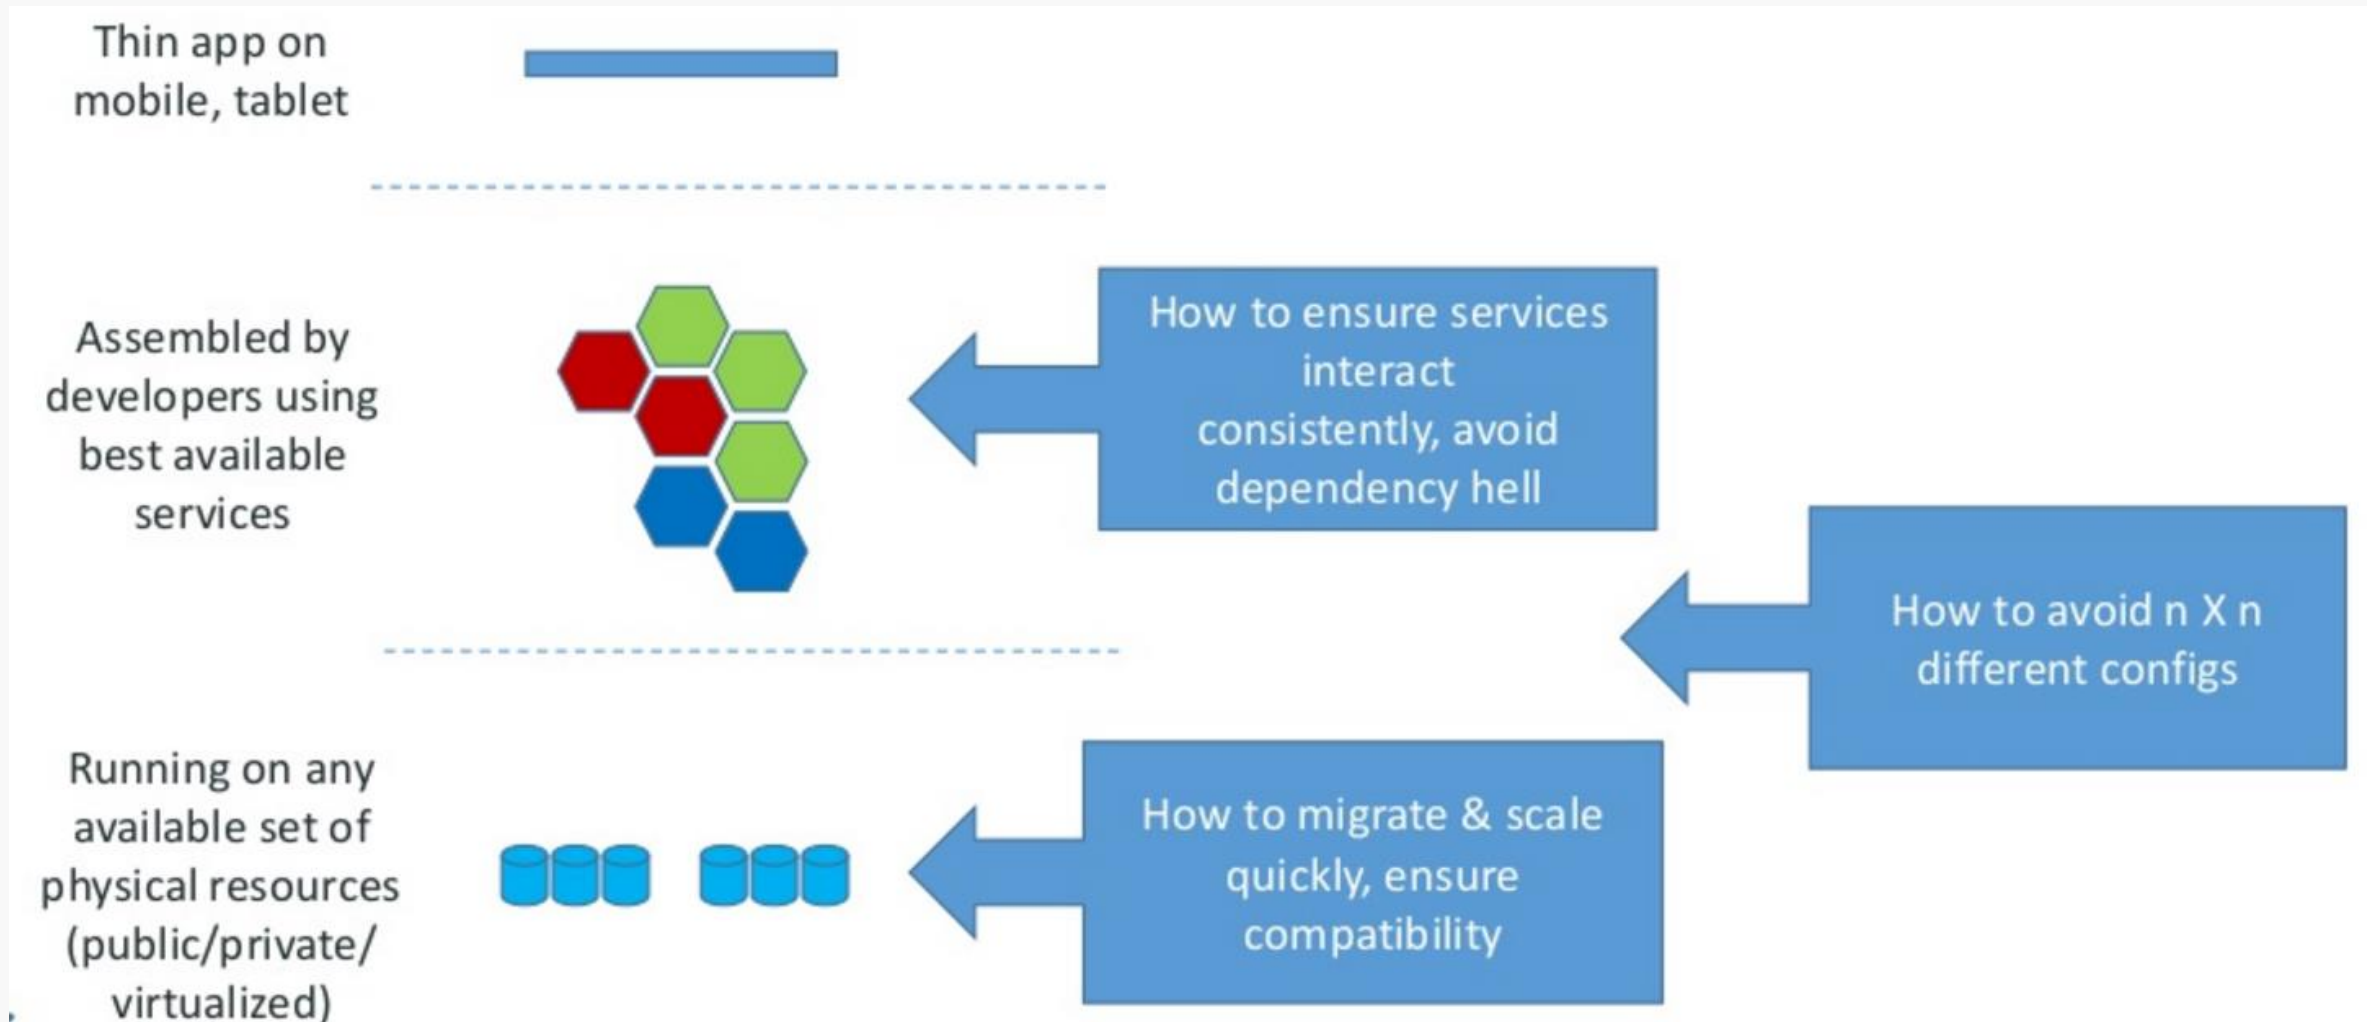 Thin app on
mobile, tablet
Assembled by
developers using
best available
services
How to ensure services
interact
consistently, avoid
dependency hell
How to avoid n X n
different configs
Running on any
available set of
physical resources
(public/private/
virtualized)
How to migrate & scale
quickly, ensure
compatibility